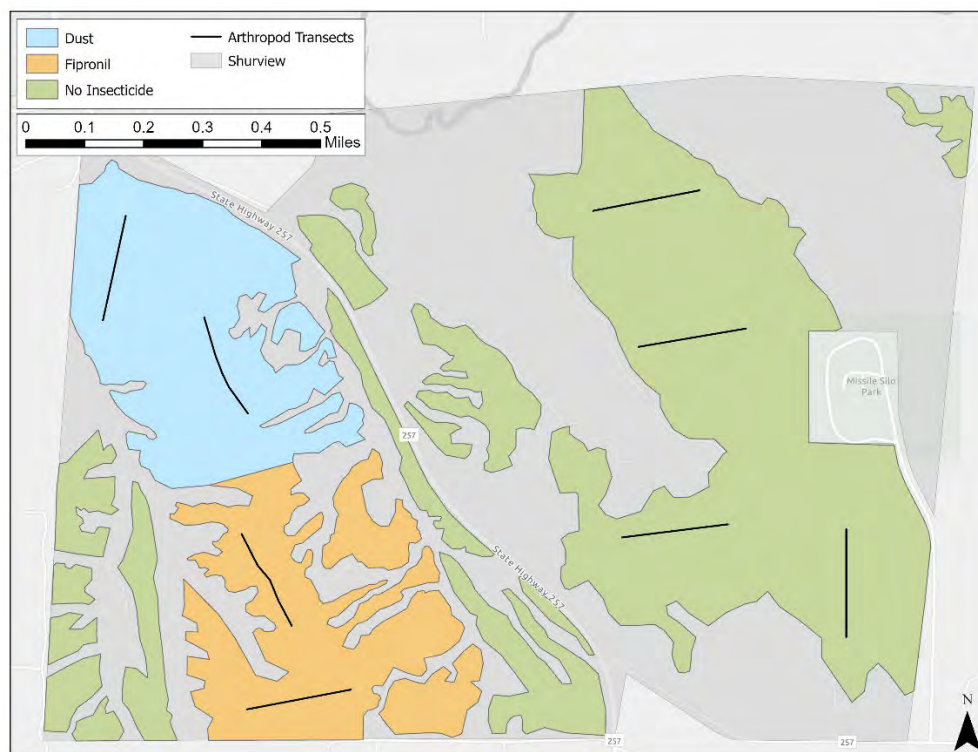 Dust
Fipronil
No Insecticide
Arthropod Transects
Shurview
0 0.1 0.2 0.3 0.4 0.5
Miles
State Highway 257
257
Missile Silo
Park
State Highway 257
257
257
N